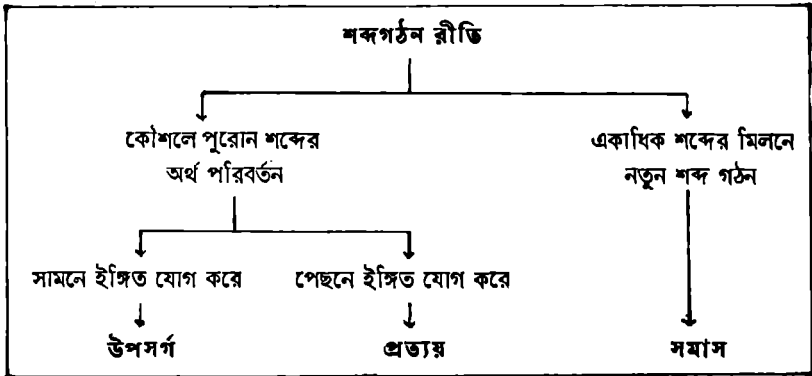 শব্দগঠন রীতি
কৌশলে পুরোন শব্দের
অর্থ পরিবর্তন
একাধিক শব্দের মিলনে
নতুন শব্দ গঠন
সামনে ইঙ্গিত যোগ করে
পেছনে ইঙ্গিত যোগ করে
উপসর্গ
প্রত্যয়
সমাস